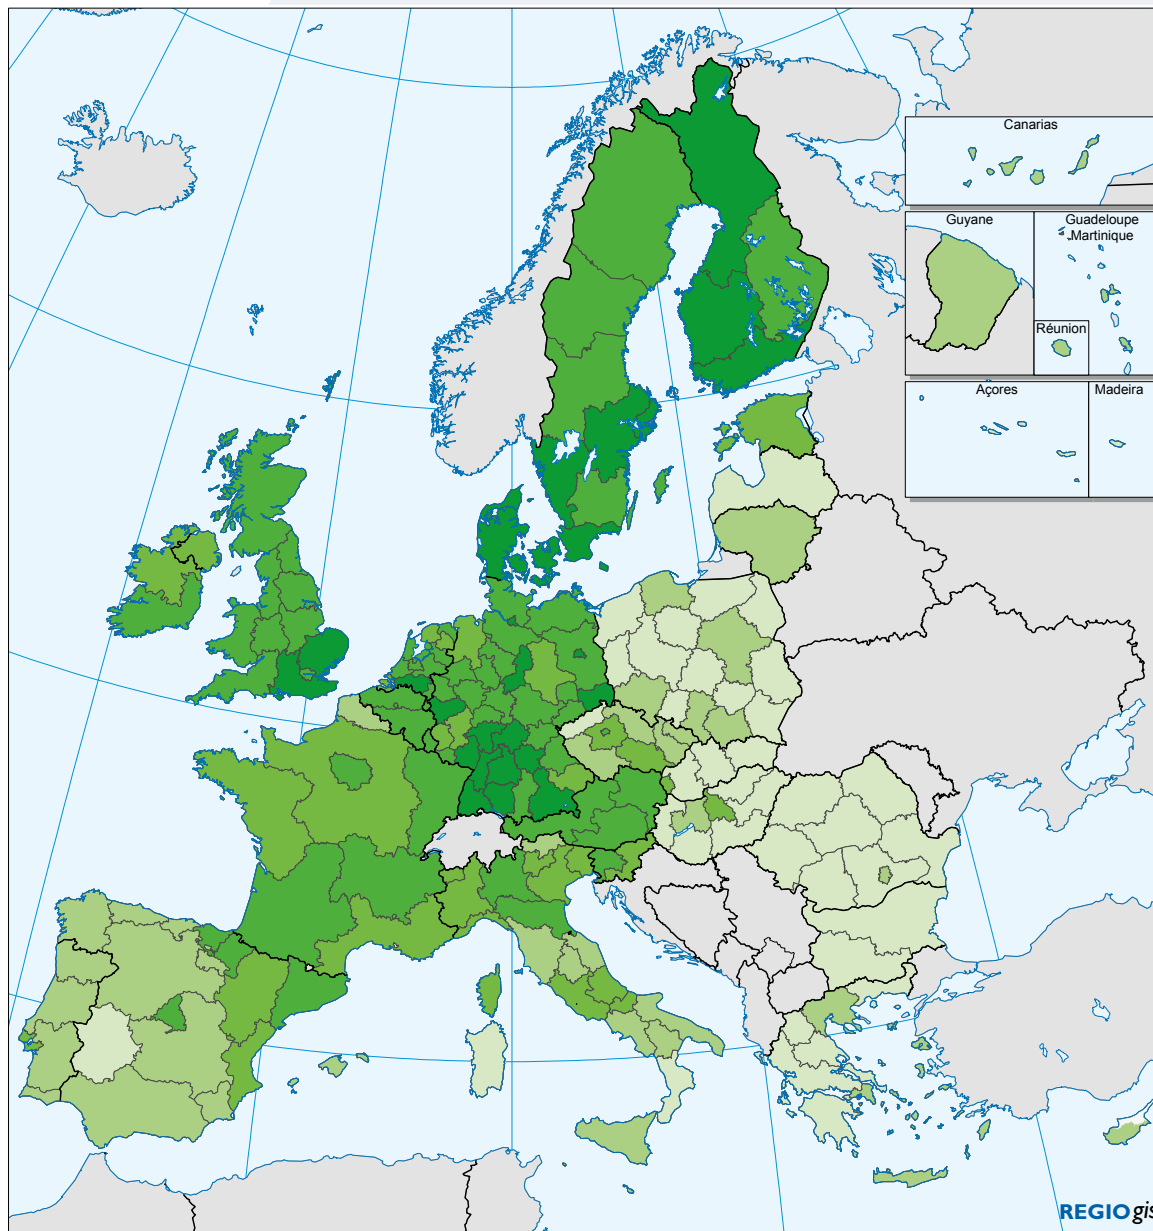 Canarias
Guyane
Guadeloupe
Martinique
Réunion
Açores
Madeira
REGIOgis